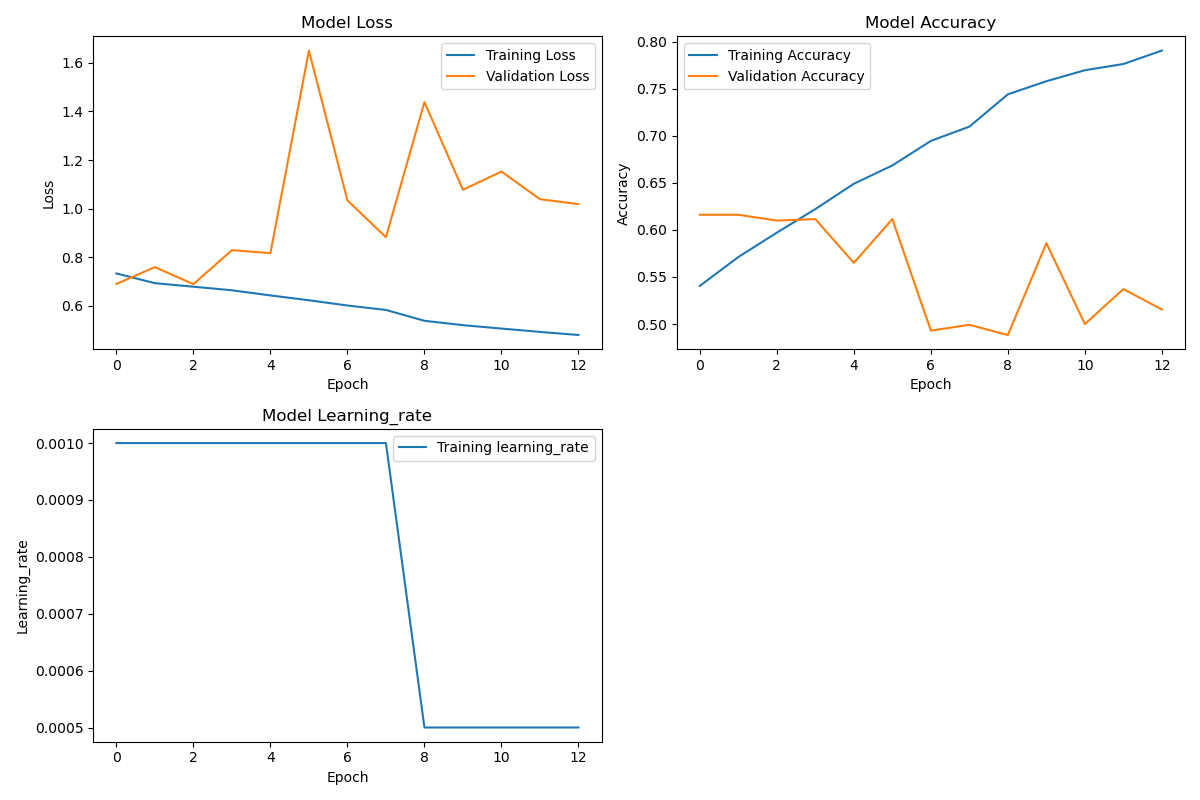 Model Loss
Training Loss
Validation Loss
Loss
1.6
1.4
1.2
1.0
0.8
0.6
0 2 4 6 8 10 12
Epoch
Model Accuracy
Training Accuracy
Validation Accuracy
Accuracy
0.80
0.75
0.70
0.65
0.60
0.55
0.50
0 2 4 6 8 10 12
Epoch
Model Learning_rate
Training learning_rate
Learning_rate
0.0010
0.0009
0.0008
0.0007
0.0006
0.0005
0 2 4 6 8 10 12
Epoch